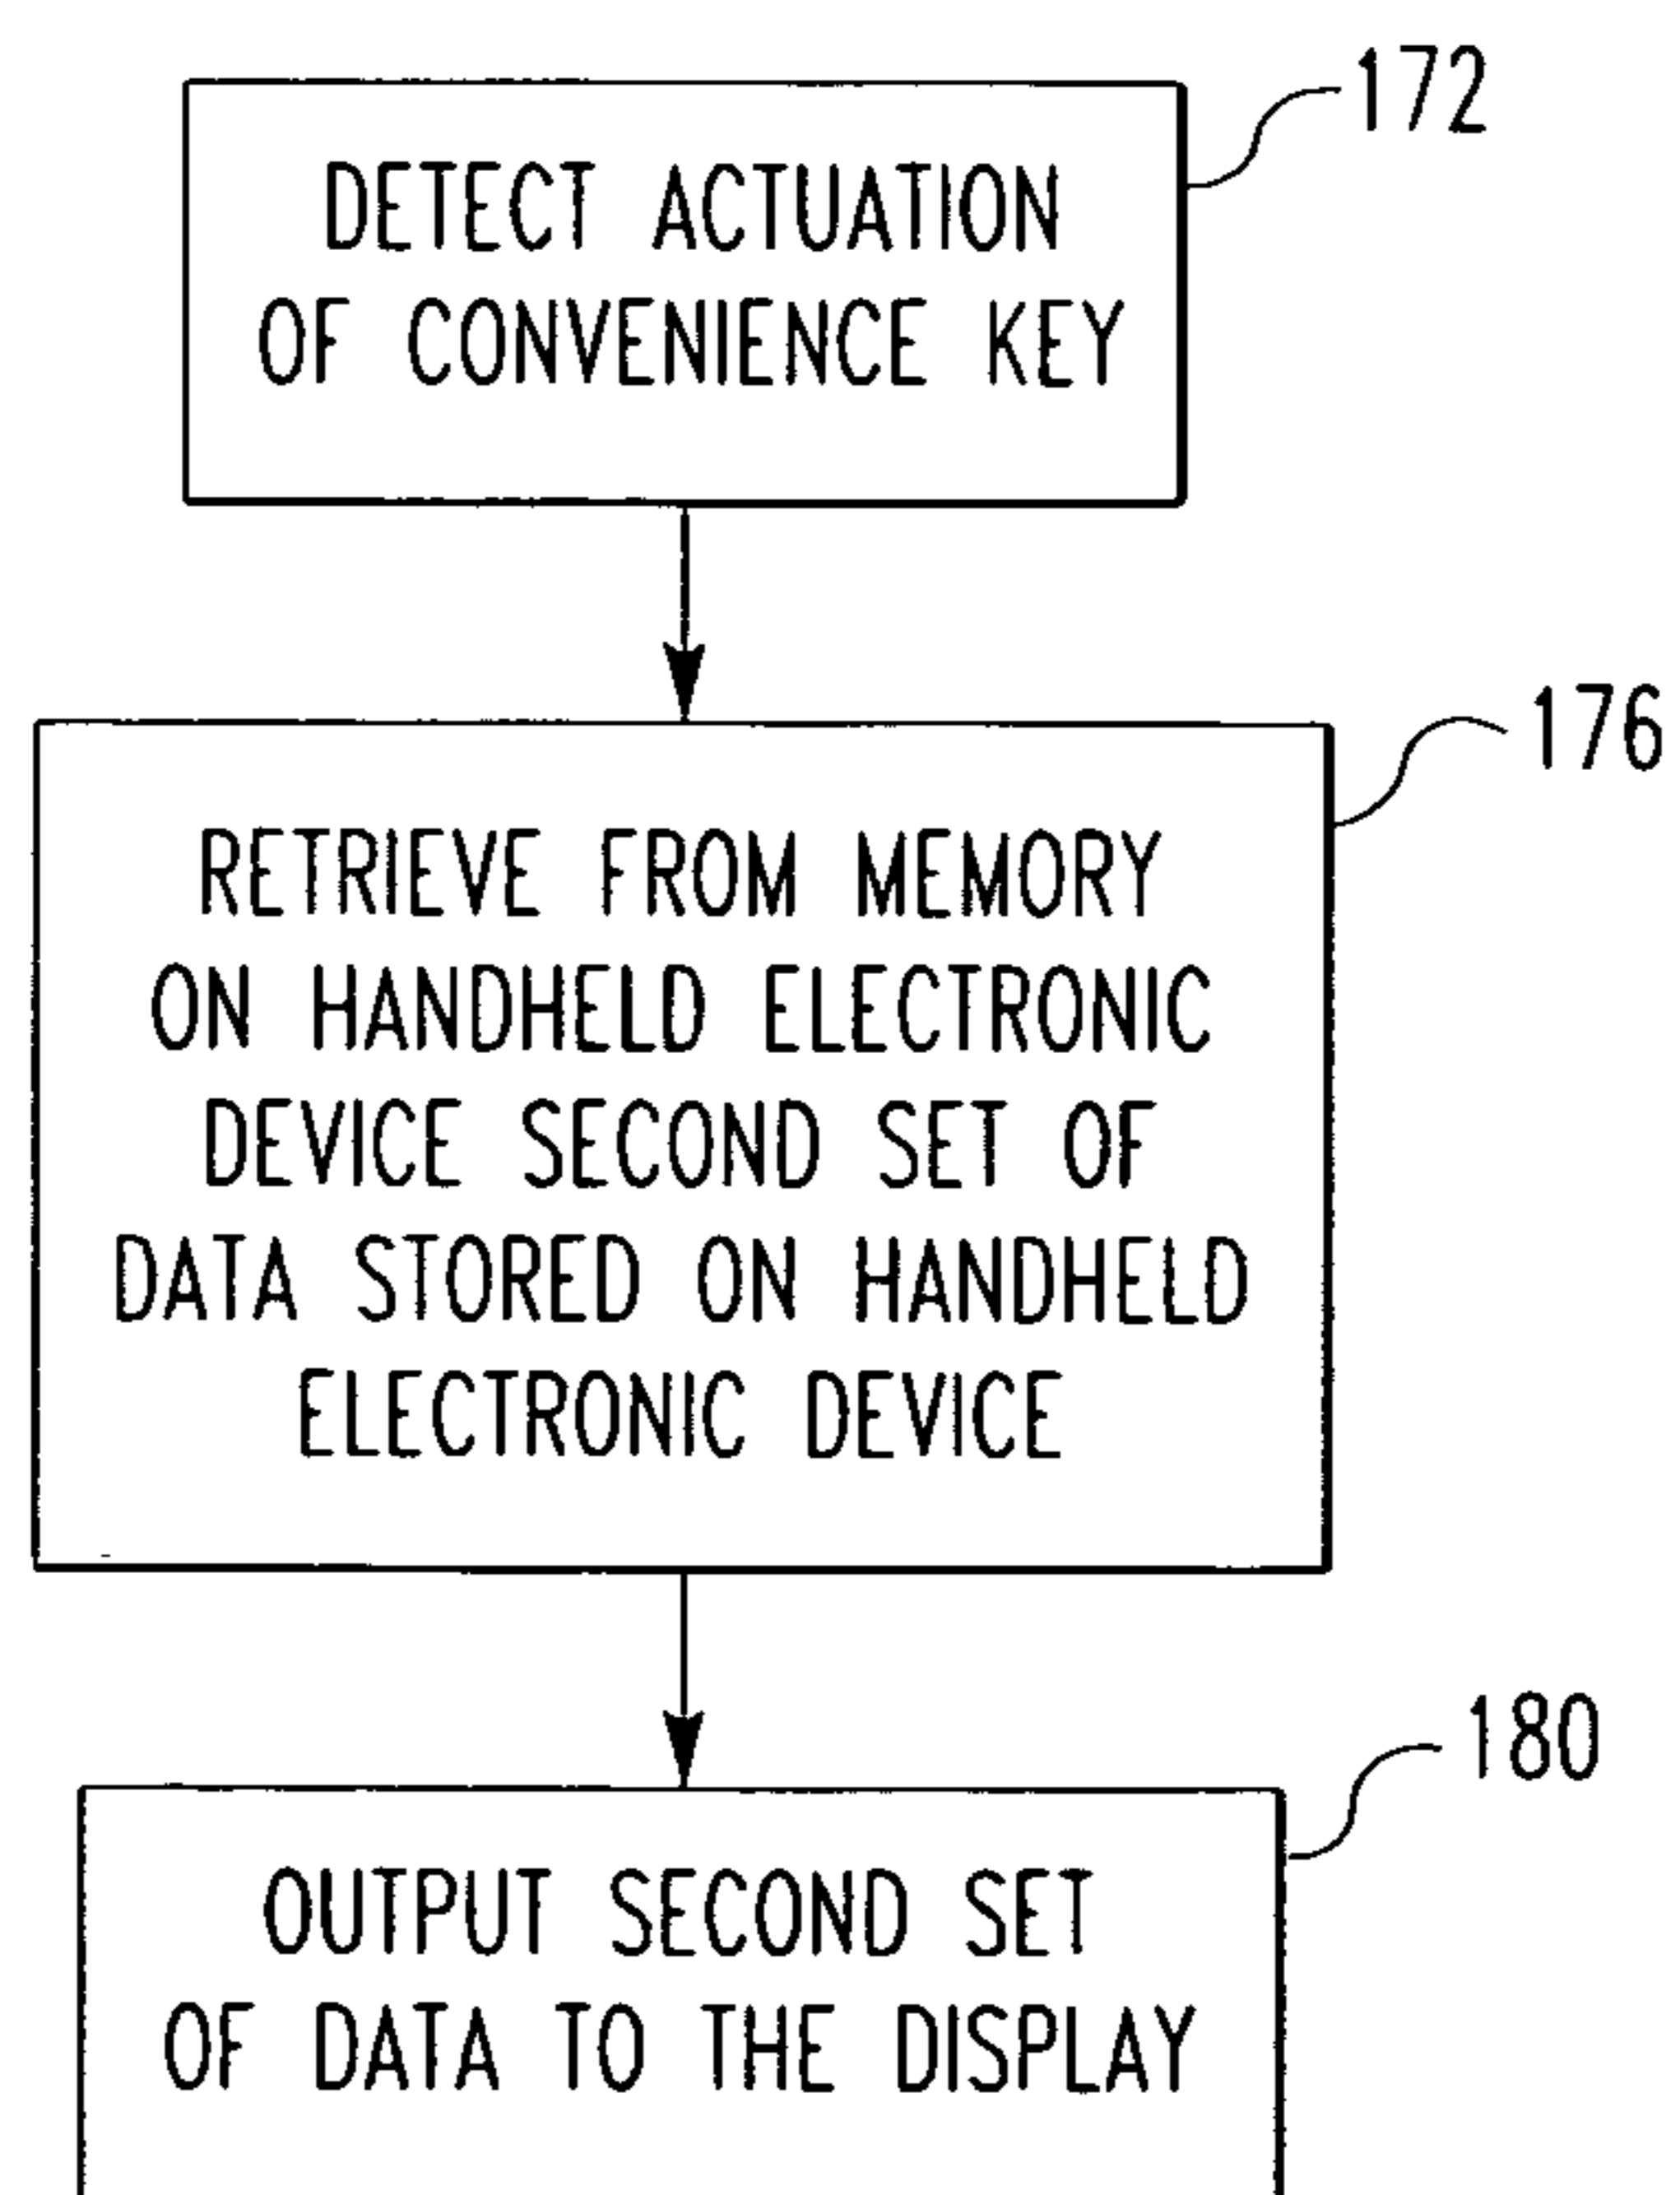 172
DETECT ACTUATION
OF CONVENIENCE KEY
176
RETRIEVE FROM MEMORY
ON HANDHELD ELECTRONIC
DEVICE SECOND SET OF
DATA STORED ON HANDHELD
ELECTRONIC DEVICE
180
OUTPUT SECOND SET
OF DATA TO THE DISPLAY